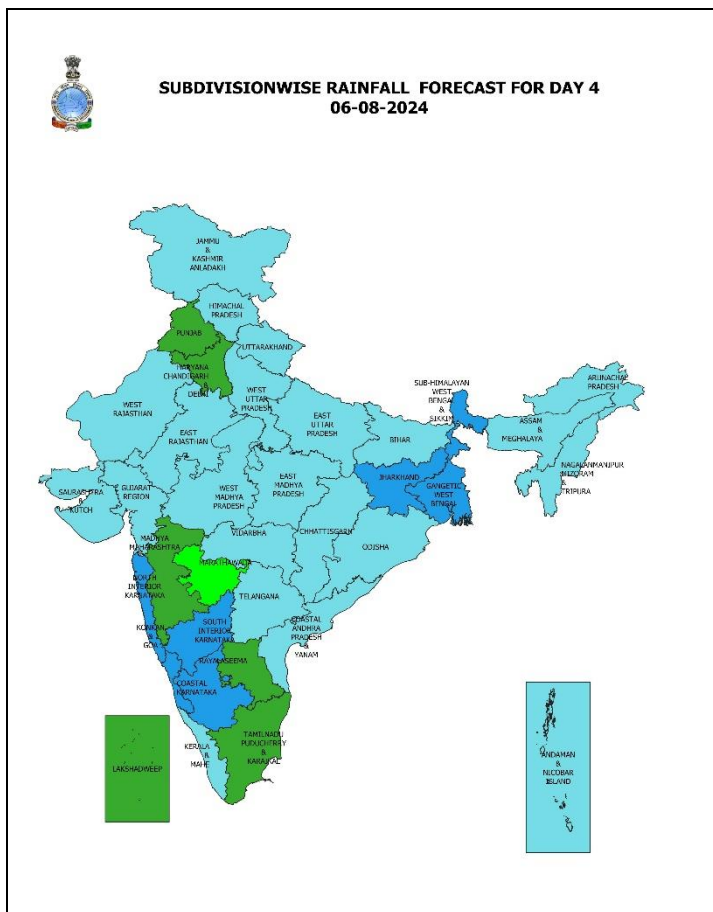 SUBDIVISIONWISE RAINFALL FORECAST FOR DAY 4
06-08-2024
JAMMU
&
KASHMIR
ANLADAKH
HIMACHAL
PRADESH
PUNJAB
UTTARAKHAND
HARYANA
CHANDIGARH
&
DELHI
WEST
UTTAR
PRADESH
WEST
RAJASTHAN
EAST
RAJASTHAN
EAST
UTTAR
PRADESH
SUB-HIMALAYAN
WEST
BENGAL
&
SIKKIM
ARUNACHAL
PRADESH
ASSAM
&
MEGHALAYA
BIHAR
NAGALANMANIPUR
MIZORAM
&
TRIPURA
SAURASHTRA
&
KUTCH
GUJARAT
REGION
WEST
MADHYA
PRADESH
EAST
MADHYA
PRADESH
JHARKHAND
GANGETIC
WEST
BENGAL
MADHYA
MAHARASHTRA
VIDARBHA
CHHATTISGARH
ODISHA
MARATHAWADA
NORTH
INTERIOR
KARNATAKA
TELANGANA
KONKAN
&
GOA
SOUTH
INTERIOR
KARNATAKA
COASTAL
ANDHRA
PRADESH
&
YANAM
RAYALASEEMA
COASTAL
KARNATAKA
LAKSHADWEEP
KERALA
&
MAHE
TAMILNADU
PUDUCHTRRY
&
KARAIKAL
ANDAMAN
&
NICOBAR
ISLAND